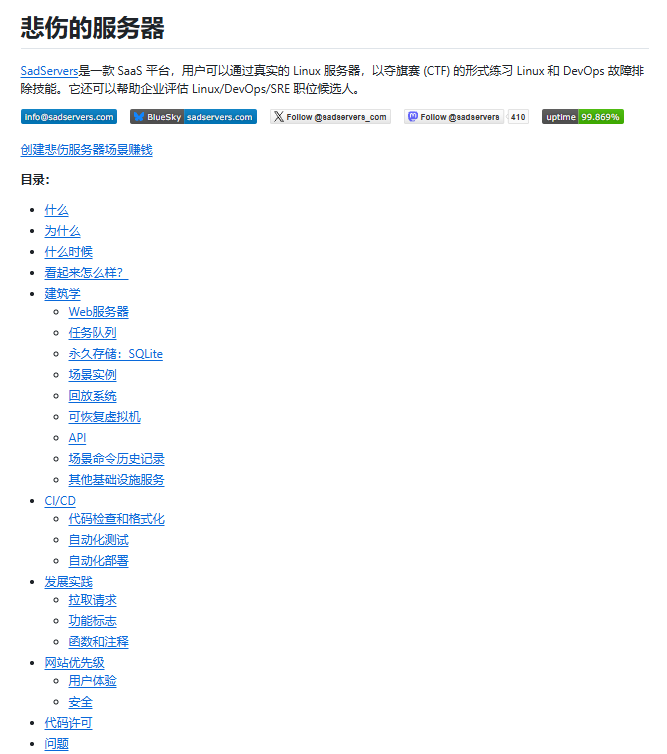 悲伤的服务器
SadServers是一款 SaaS 平台，用户可以通过真实的 Linux 服务器，以夺旗赛 (CTF) 的形式练习 Linux 和 DevOps 故障排
除技能。它还可以帮助企业评估 Linux/DevOps/SRE 职位候选人。
info@sadservers.com BlueSky sadservers.com Follow @sadservers_com Follow @sadservers 410 uptime 99.869%
创建悲伤服务器场景赚钱
目录：
什么
为什么
什么时候
看起来怎么样？
建筑学
Web服务器
任务队列
永久存储：SQLite
场景实例
回放系统
可恢复虚拟机
API
场景命令历史记录
其他基础设施服务
CI/CD
代码检查和格式化
自动化测试
自动化部署
发展实践
拉取请求
功能标志
函数和注释
网站优先级
用户体验
安全
代码许可
问题